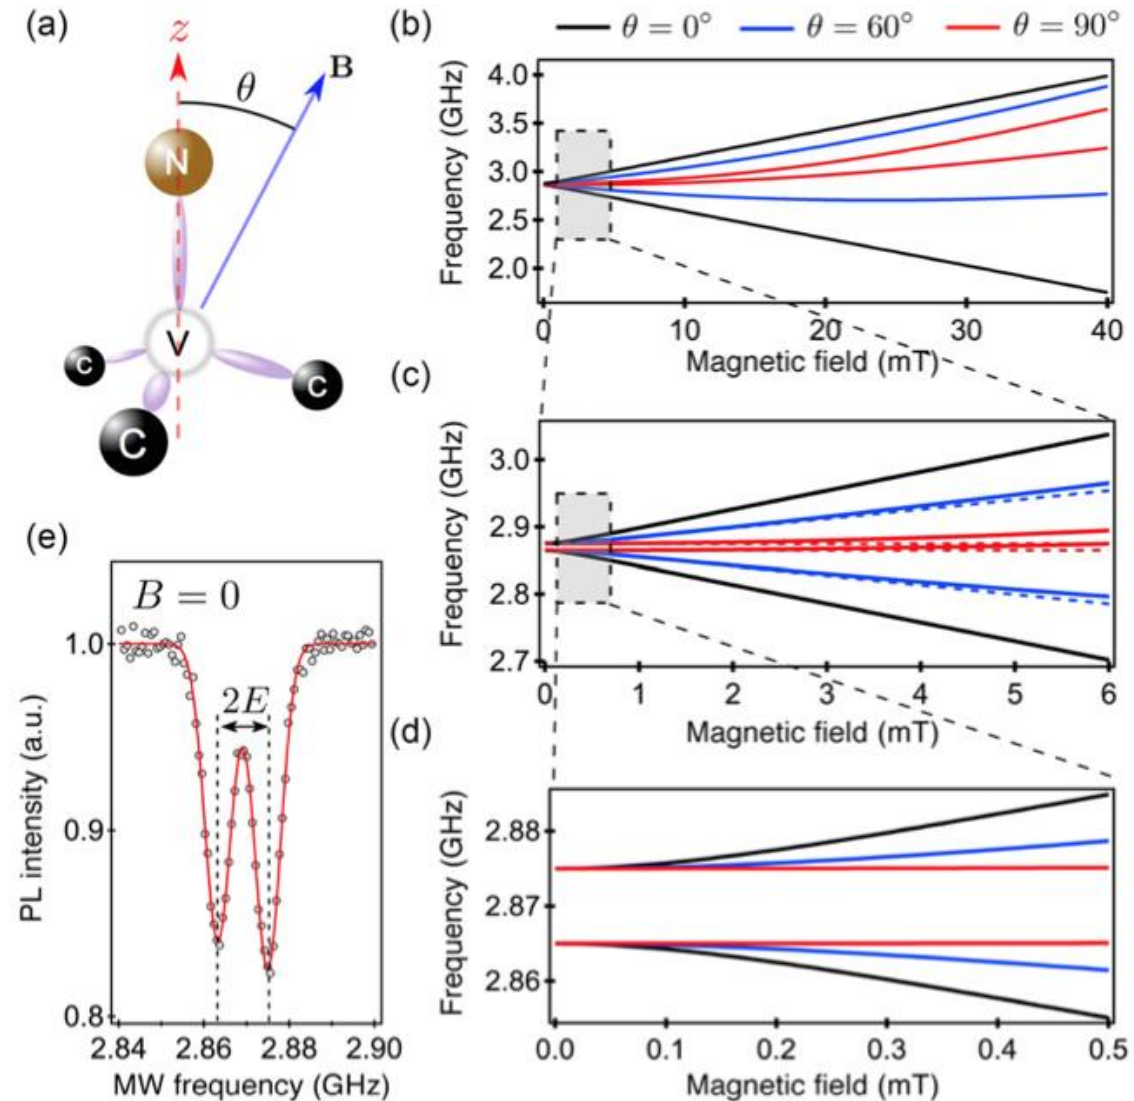 (a)
z
θ
B
N
V
C
C
C
(b)
θ = 0° θ = 60° θ = 90°
Frequency (GHz)
4.0
3.5
3.0
2.5
2.0
0 10 20 30 40
Magnetic field (mT)
(c)
Frequency (GHz)
3.0
2.9
2.8
2.7
0 1 2 3 4 5 6
Magnetic field (mT)
(d)
Frequency (GHz)
2.88
2.87
2.86
0.0 0.1 0.2 0.3 0.4 0.5
Magnetic field (mT)
(e)
B = 0
2E
PL intensity (a.u.)
1.0
0.9
0.8
2.84 2.86 2.88 2.90
MW frequency (GHz)